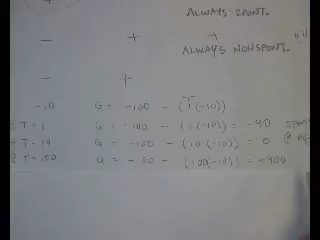 ALWAYS SPONT.
- + →
ALWAYS NONSPONT.
- +
-10 G = -100 - (T(-10))
T = 1 G = -100 - (1(-10)) = -90
T = 10 G = -100 - (10(-10)) = 0 @
T = 100 G = -100 - (100(-10)) = +900